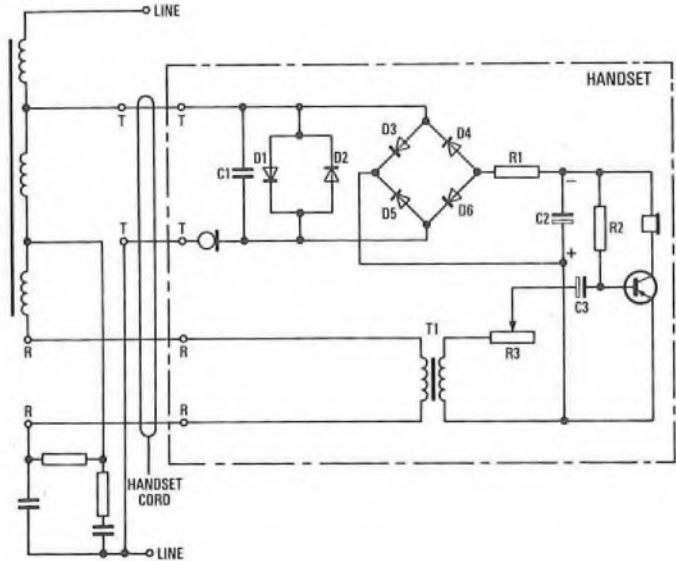 LINE
HANDSET
T
T
C1
D1
D2
D3
D4
D5
D6
R1
−
C2
+
R2
T
T
C3
T1
R3
R
R
R
R
HANDSET
CORD
LINE